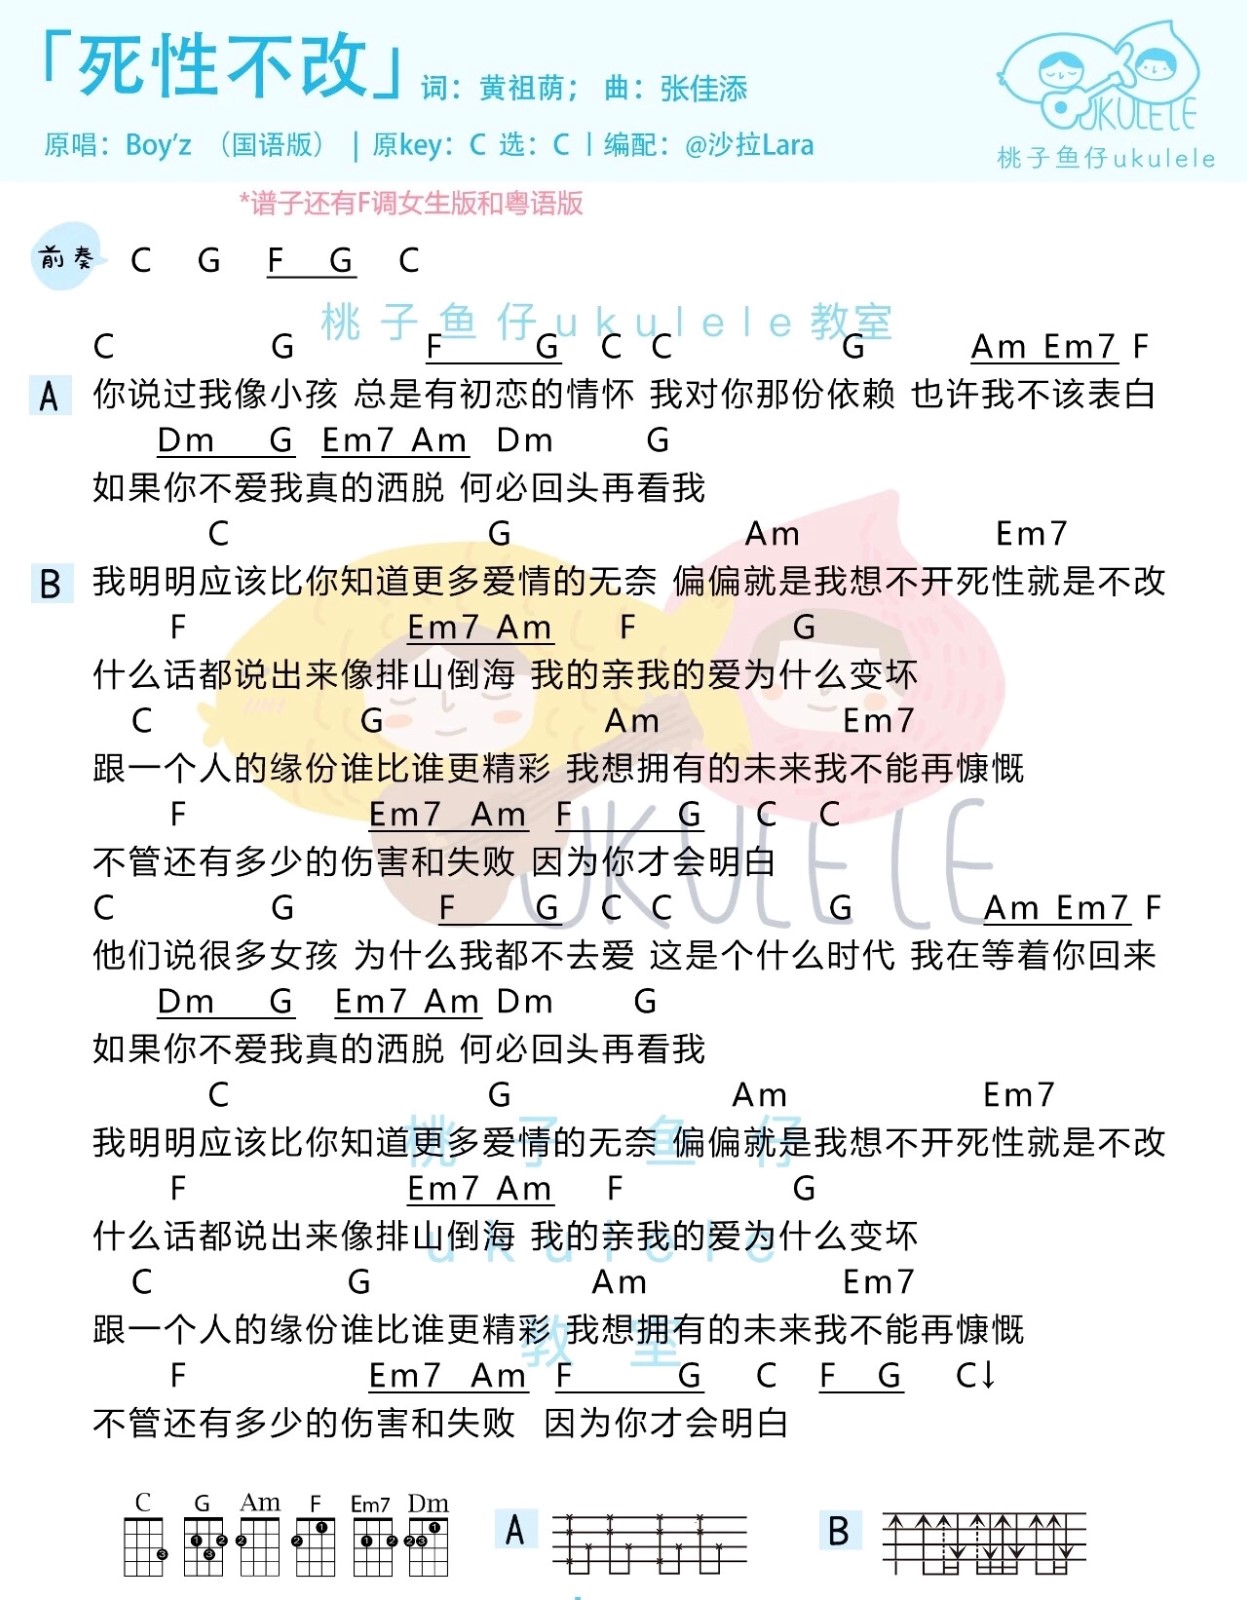 「死性不改」 词：黄祖荫； 曲：张佳添
UKULELE
原唱：Boy'z （国语版） | 原key：C 选：C | 编配：@沙拉Lara
桃子鱼仔ukulele
*谱子还有F调女生版和粤语版
前奏 C G F G C
桃子鱼仔ukulele教室
C G F G C C G Am Em7 F
A 你说过我像小孩 总是有初恋的情怀 我对你那份依赖 也许我不该表白
Dm G Em7 Am Dm G
如果你不爱我真的洒脱 何必回头再看我
C G Am Em7
B 我明明应该比你知道更多爱情的无奈 偏偏就是我想不开死性就是不改
F Em7 Am F G
什么话都说出来像排山倒海 我的亲我的爱为什么变坏
C G Am Em7
跟一个人的缘份谁比谁更精彩 我想拥有的未来我不能再慷慨
F Em7 Am F G C C
不管还有多少的伤害和失败 因为你才会明白
UKULELE
C G F G C C G Am Em7 F
他们说很多女孩 为什么我都不去爱 这是个什么时代 我在等着你回来
Dm G Em7 Am Dm G
如果你不爱我真的洒脱 何必回头再看我
C G Am Em7
桃子鱼仔
我明明应该比你知道更多爱情的无奈 偏偏就是我想不开死性就是不改
F Em7 Am F G
什么话都说出来像排山倒海 我的亲我的爱为什么变坏
ukulele
C G Am Em7
跟一个人的缘份谁比谁更精彩 我想拥有的未来我不能再慷慨
教室
F Em7 Am F G C F G C↓
不管还有多少的伤害和失败 因为你才会明白
C G Am F Em7 Dm A B
3 1 2 3 2 2 1 1 2 2 3 1